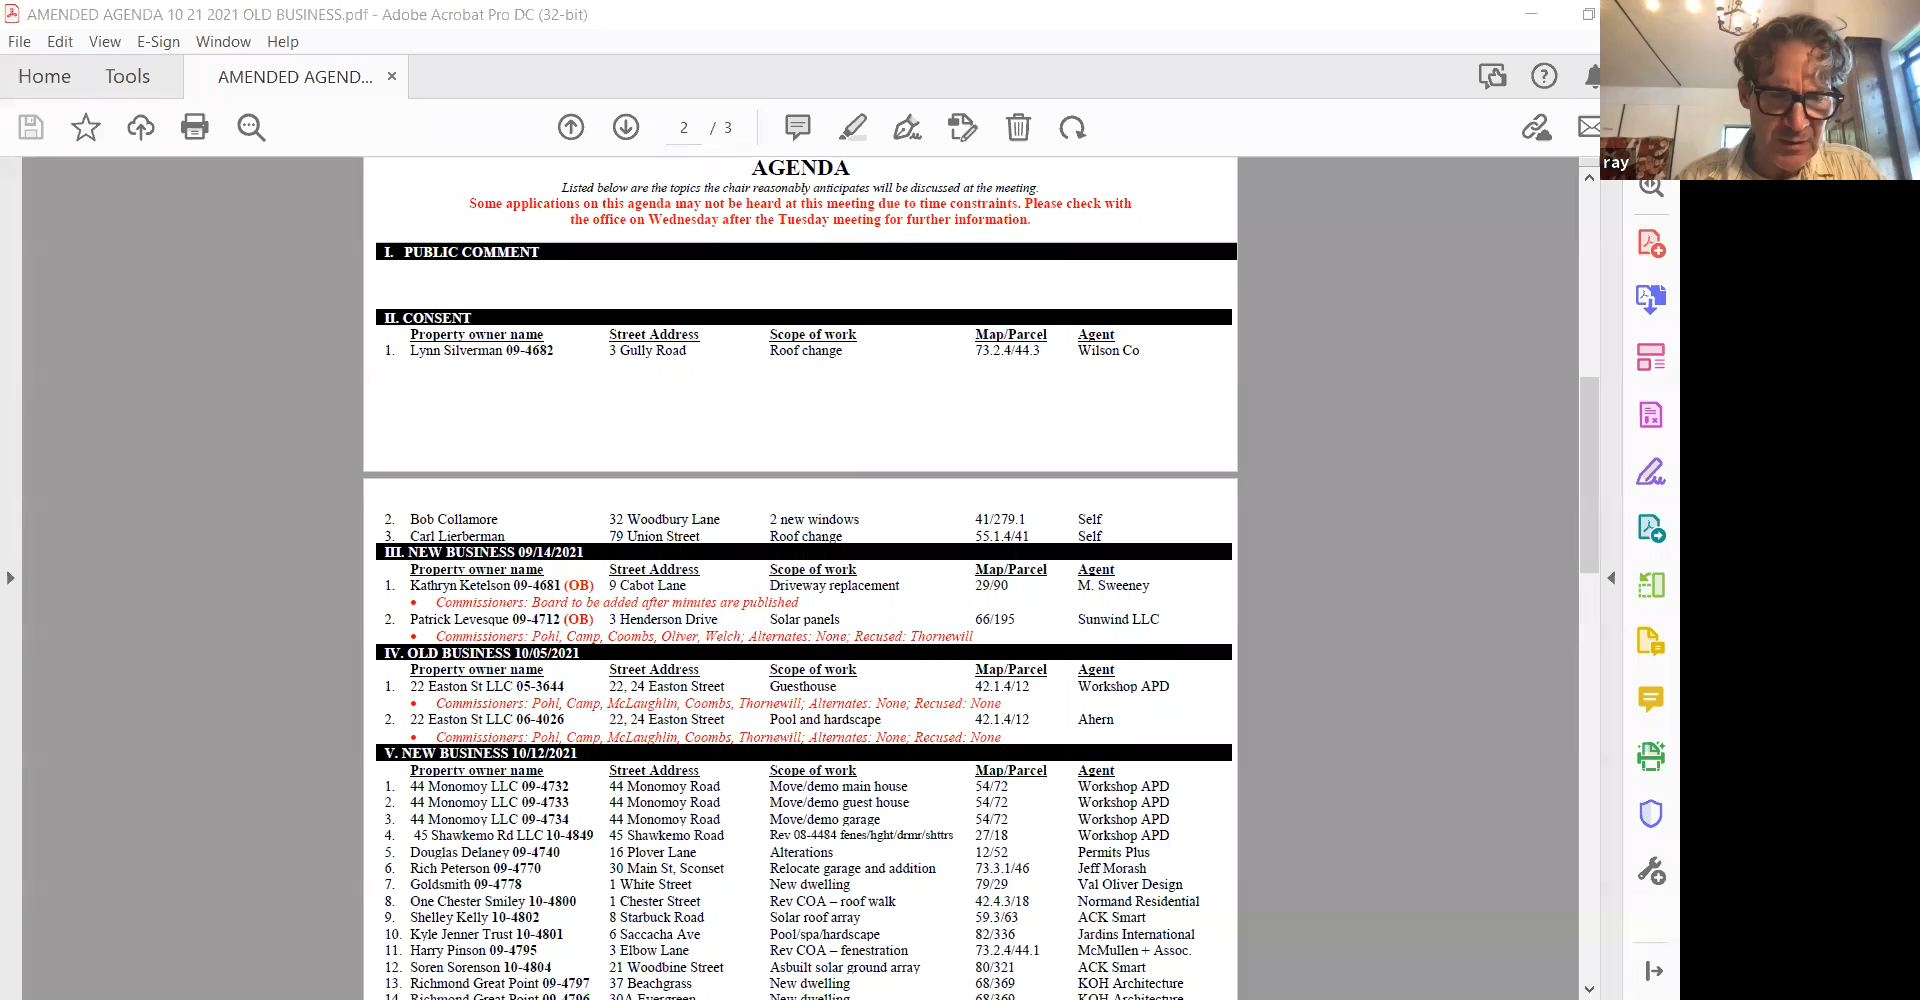 AMENDED AGENDA 10 21 2021 OLD BUSINESS.pdf - Adobe Acrobat Pro DC (32-bit)
File Edit View E-Sign Window Help
Home Tools AMENDED AGEND... ×
2 / 3
ray
AGENDA
Listed below are the topics the chair reasonably anticipates will be discussed at the meeting.
Some applications on this agenda may not be heard at this meeting due to time constraints. Please check with
the office on Wednesday after the Tuesday meeting for further information.
I. PUBLIC COMMENT
II. CONSENT
Property owner name Street Address Scope of work Map/Parcel Agent
1. Lynn Silverman 09-4682 3 Gully Road Roof change 73.2.4/44.3 Wilson Co
2. Bob Collamore 32 Woodbury Lane 2 new windows 41/279.1 Self
3. Carl Lierberman 79 Union Street Roof change 55.1.4/41 Self
III. NEW BUSINESS 09/14/2021
Property owner name Street Address Scope of work Map/Parcel Agent
1. Kathryn Ketelson 09-4681 (OB) 9 Cabot Lane Driveway replacement 29/90 M. Sweeney
• Commissioners: Board to be added after minutes are published
2. Patrick Levesque 09-4712 (OB) 3 Henderson Drive Solar panels 66/195 Sunwind LLC
• Commissioners: Pohl, Camp, Coombs, Oliver, Welch; Alternates: None; Recused: Thornewill
IV. OLD BUSINESS 10/05/2021
Property owner name Street Address Scope of work Map/Parcel Agent
1. 22 Easton St LLC 05-3644 22, 24 Easton Street Guesthouse 42.1.4/12 Workshop APD
• Commissioners: Pohl, Camp, McLaughlin, Coombs, Thornewill; Alternates: None; Recused: None
2. 22 Easton St LLC 06-4026 22, 24 Easton Street Pool and hardscape 42.1.4/12 Ahern
• Commissioners: Pohl, Camp, McLaughlin, Coombs, Thornewill; Alternates: None; Recused: None
V. NEW BUSINESS 10/12/2021
Property owner name Street Address Scope of work Map/Parcel Agent
1. 44 Monomoy LLC 09-4732 44 Monomoy Road Move/demo main house 54/72 Workshop APD
2. 44 Monomoy LLC 09-4733 44 Monomoy Road Move/demo guest house 54/72 Workshop APD
3. 44 Monomoy LLC 09-4734 44 Monomoy Road Move/demo garage 54/72 Workshop APD
4. 45 Shawkemo Rd LLC 10-4849 45 Shawkemo Road Rev 08-4484 fenes/hght/drmr/shttrs 27/18 Workshop APD
5. Douglas Delaney 09-4740 16 Plover Lane Alterations 12/52 Permits Plus
6. Rich Peterson 09-4770 30 Main St, Sconset Relocate garage and addition 73.3.1/46 Jeff Morash
7. Goldsmith 09-4778 1 White Street New dwelling 79/29 Val Oliver Design
8. One Chester Smiley 10-4800 1 Chester Street Rev COA – roof walk 42.4.3/18 Normand Residential
9. Shelley Kelly 10-4802 8 Starbuck Road Solar roof array 59.3/63 ACK Smart
10. Kyle Jenner Trust 10-4801 6 Saccacha Ave Pool/spa/hardscape 82/336 Jardins International
11. Harry Pinson 09-4795 3 Elbow Lane Rev COA – fenestration 73.2.4/44.1 McMullen + Assoc.
12. Soren Sorenson 10-4804 21 Woodbine Street Asbuilt solar ground array 80/321 ACK Smart
13. Richmond Great Point 09-4797 37 Beachgrass New dwelling 68/369 KOH Architecture
14. Richmond Great Point 09-4796 30A Evergreen New dwelling 68/369 KOH Architecture